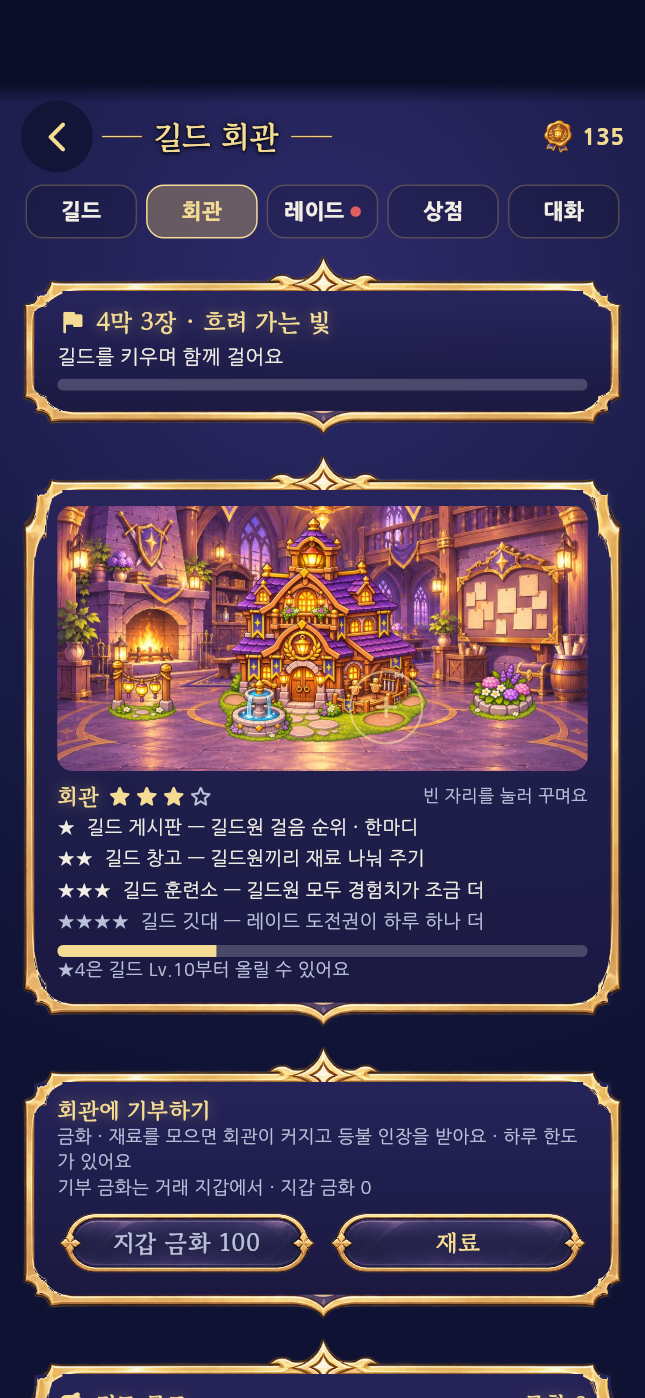 길드 회관
135
길드
회관
레이드
상점
대화
4막 3장 · 흐려 가는 빛
길드를 키우며 함께 걸어요
회관 ★★★☆
빈 자리를 눌러 꾸며요
★ 길드 게시판 — 길드원 걸음 순위 · 한마디
★★ 길드 창고 — 길드원끼리 재료 나눠 주기
★★★ 길드 훈련소 — 길드원 모두 경험치가 조금 더
★★★★ 길드 깃대 — 레이드 도전권이 하루 하나 더
★4은 길드 Lv.10부터 올릴 수 있어요
회관에 기부하기
금화 · 재료를 모으면 회관이 커지고 등불 인장을 받아요 · 하루 한도
가 있어요
기부 금화는 거래 지갑에서 · 지갑 금화 0
지갑 금화 100
재료